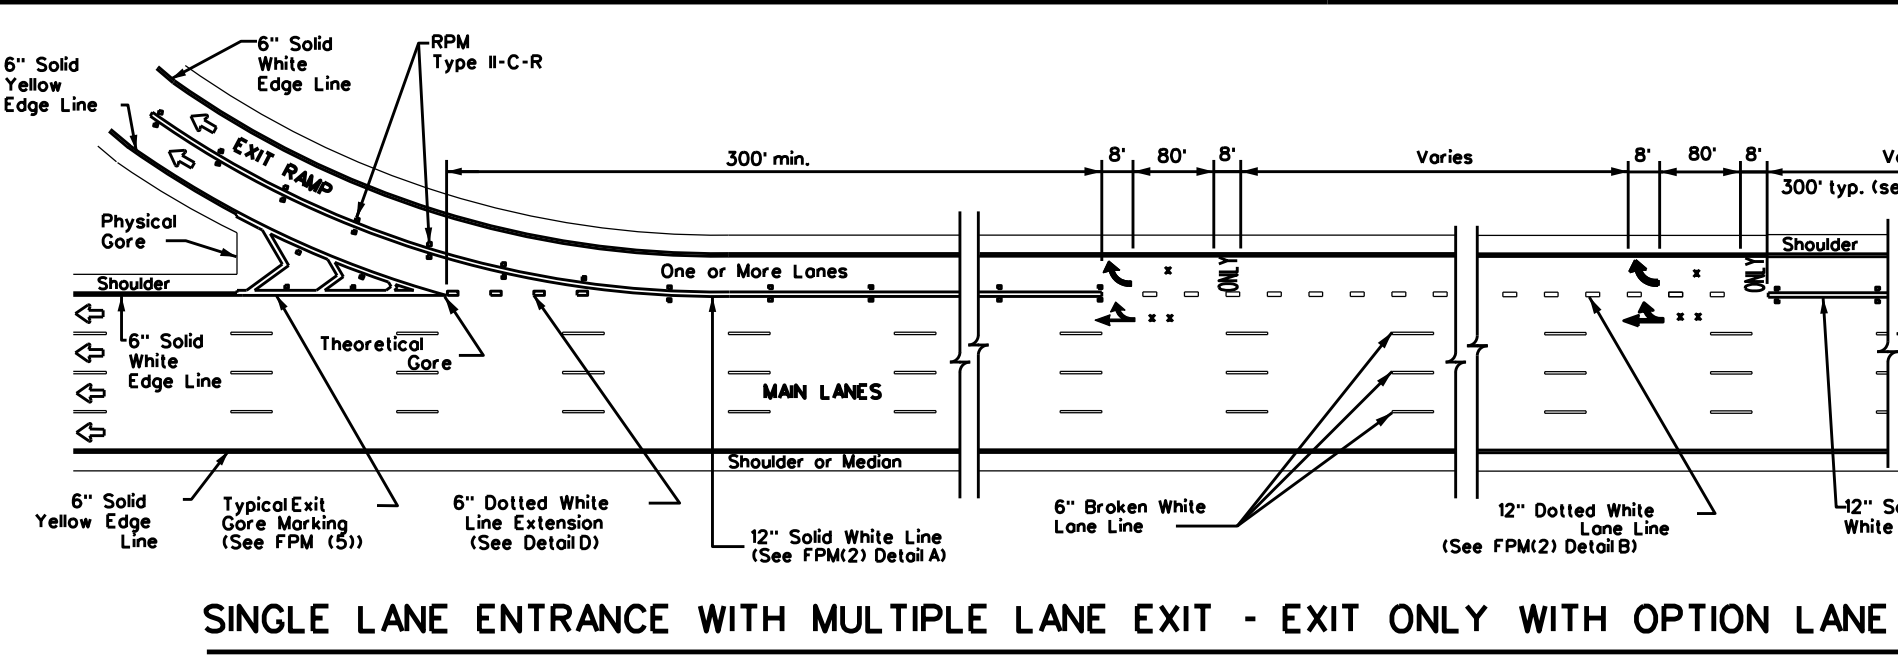 6" Solid
White
Edge Line
RPM
Type II-C-R
6" Solid
Yellow
Edge Line
EXIT RAMP
300' min.
8'
80'
8'
Varies
8'
80'
8'
300' typ. (se
Physical
Gore
Shoulder
One or More Lanes
ONLY
ONLY
Shoulder
x
x
x x
x x
6" Solid
White
Edge Line
Theoretical
Gore
MAIN LANES
Shoulder or Median
6" Solid
Yellow Edge
Line
Typical Exit
Gore Marking
(See FPM (5))
6" Dotted White
Line Extension
(See Detail D)
12" Solid White Line
(See FPM(2) Detail A)
6" Broken White
Lane Line
12" Dotted White
Lane Line
(See FPM(2) Detail B)
12" So
White
SINGLE LANE ENTRANCE WITH MULTIPLE LANE EXIT - EXIT ONLY WITH OPTION LANE